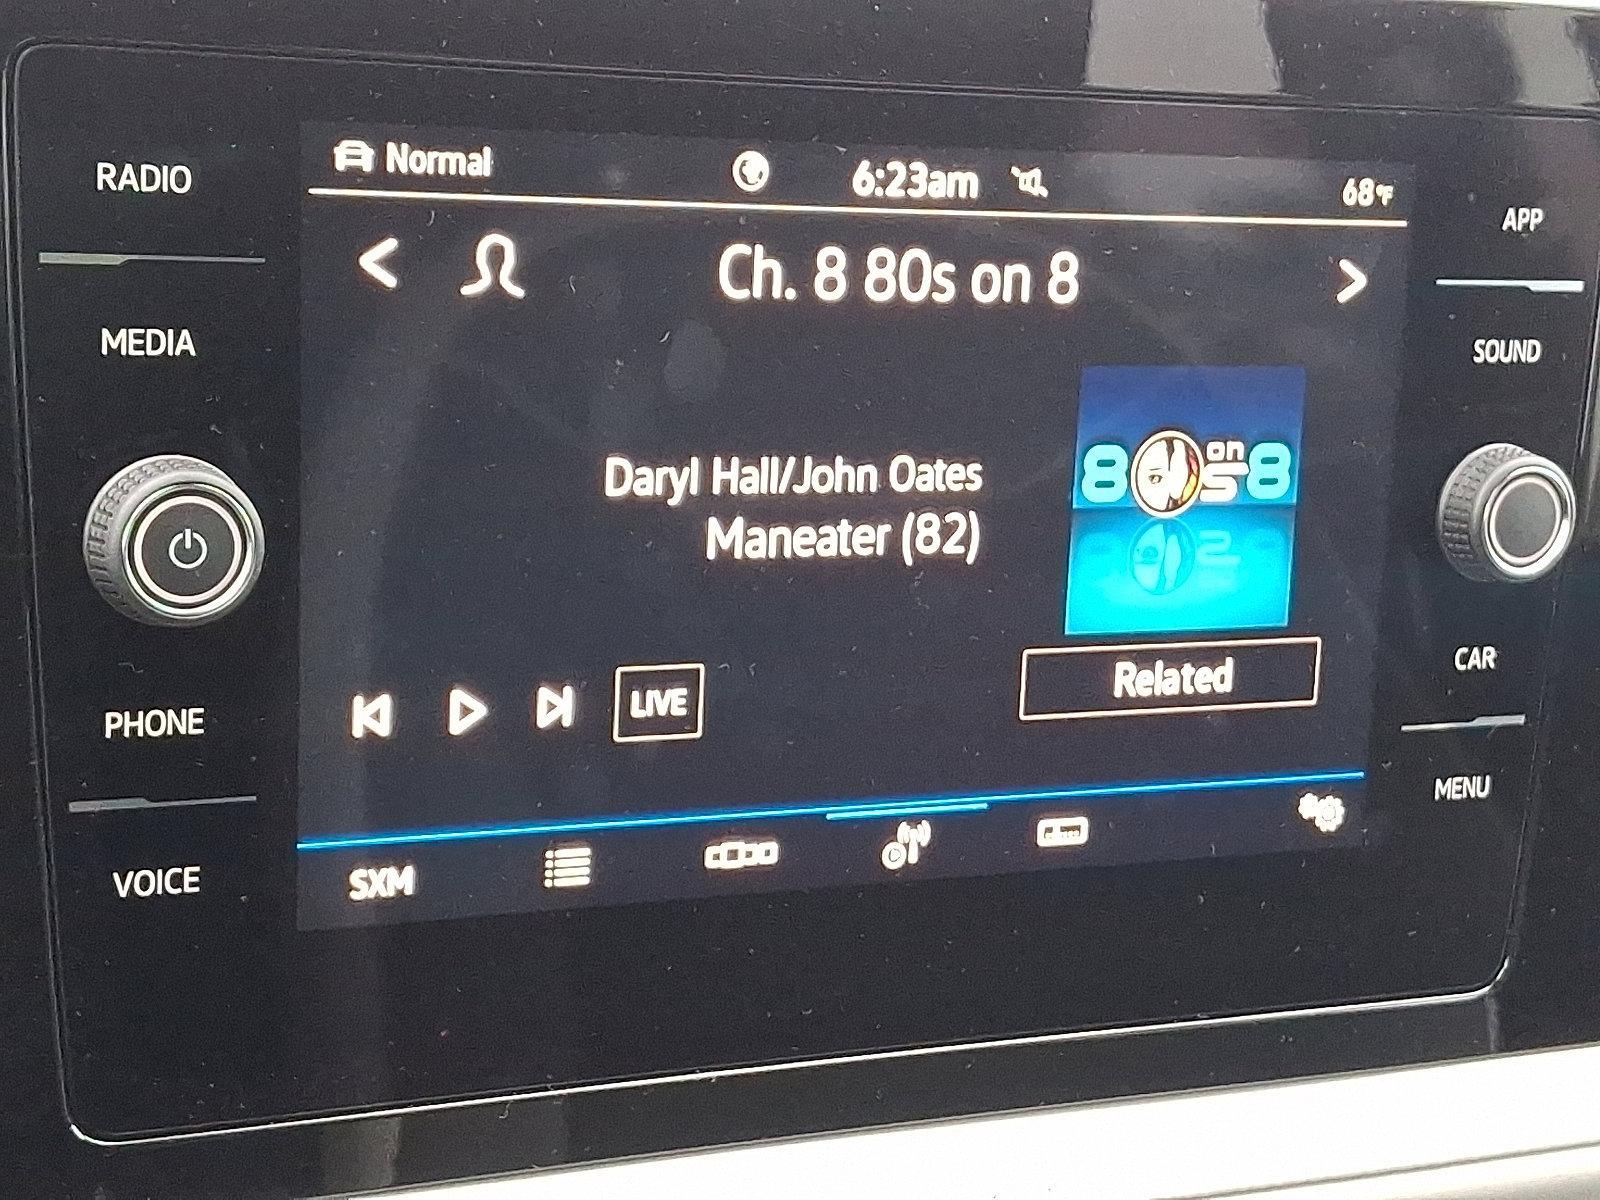 RADIO
MEDIA
PHONE
VOICE
Normal
6:23am
68°F
Ch. 8 80s on 8
Daryl Hall/John Oates
Maneater (82)
8 on 8
LIVE
Related
SXM
APP
SOUND
CAR
MENU